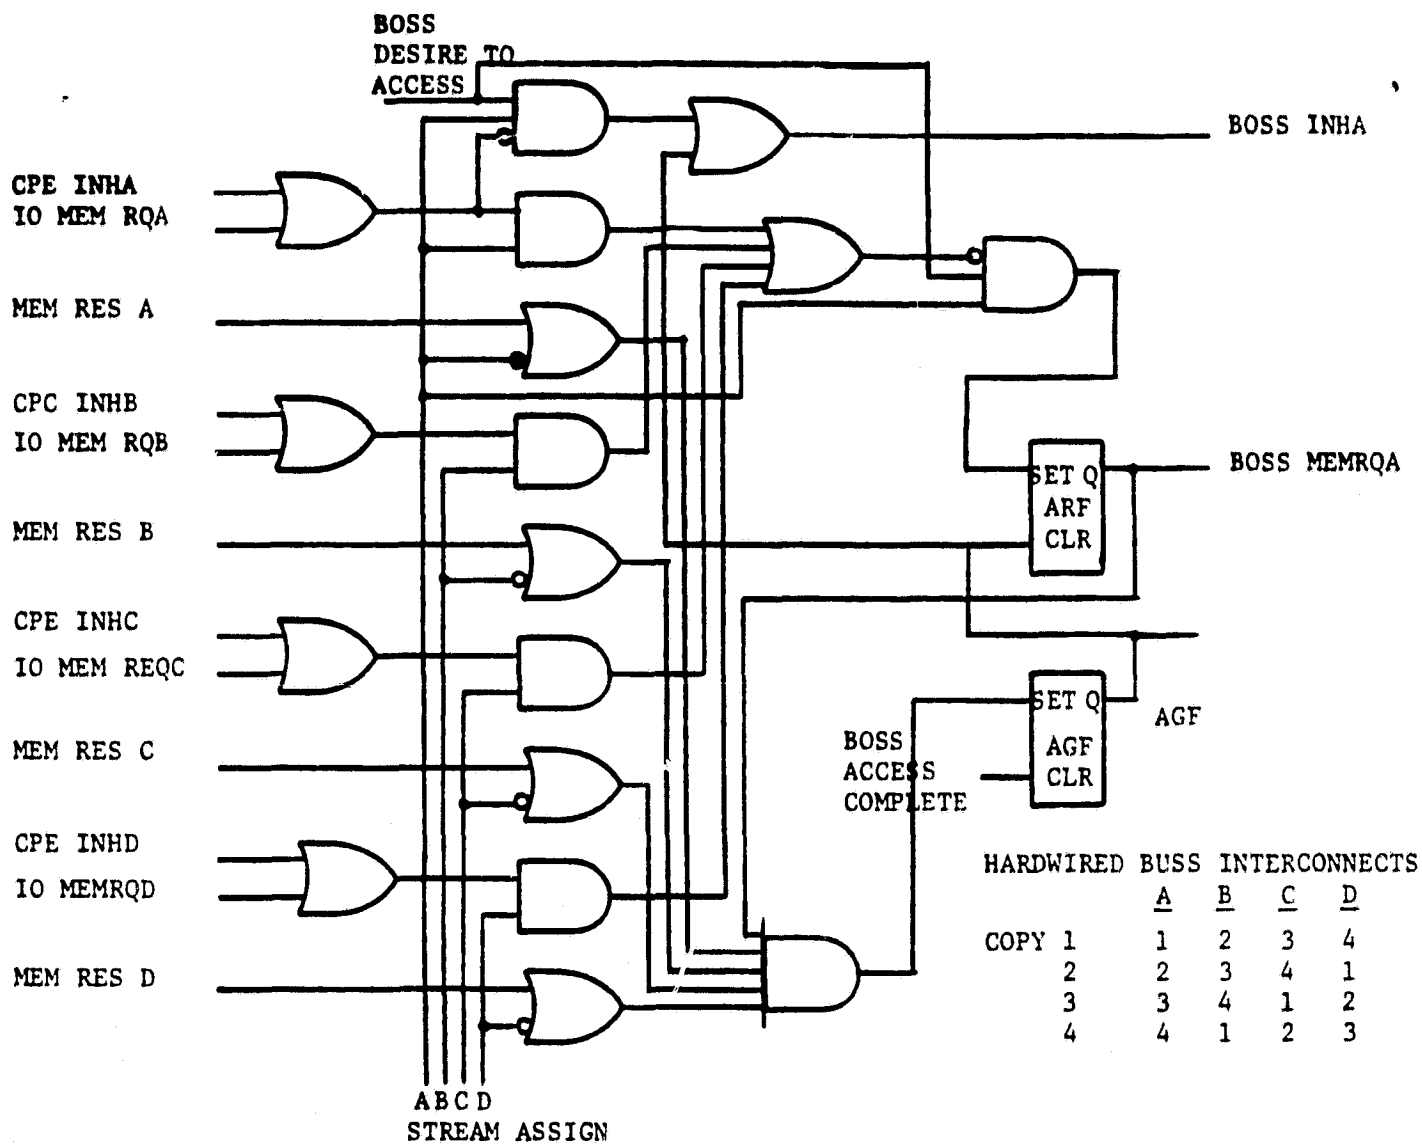 BOSS
DESIRE TO
ACCESS
BOSS INHA
CPE INHA
IO MEM RQA
MEM RES A
CPC INHB
IO MEM RQB
BOSS MEMRQA
SET Q
ARF
CLR
MEM RES B
CPE INHC
IO MEM REQC
SET Q
AGF
CLR
AGF
BOSS
ACCESS
COMPLETE
MEM RES C
CPE INHD
IO MEMRQD
MEM RES D
HARDWIRED BUSS INTERCONNECTS
A B C D
COPY 1 1 2 3 4
2 2 3 4 1
3 3 4 1 2
4 4 1 2 3
A B C D
STREAM ASSIGN